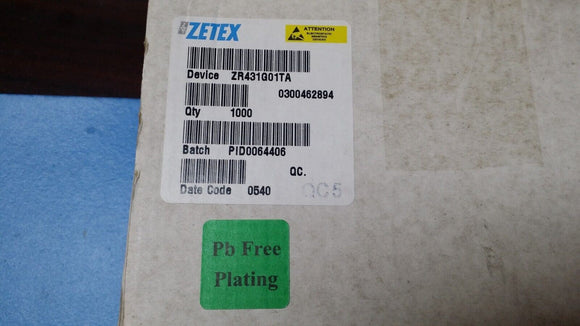 ZETEX
ATTENTION
Device ZR431G01TA
0300462894
Qty 1000
Batch PID0064406
QC.
Date Code 0540
QC5
Pb Free
Plating